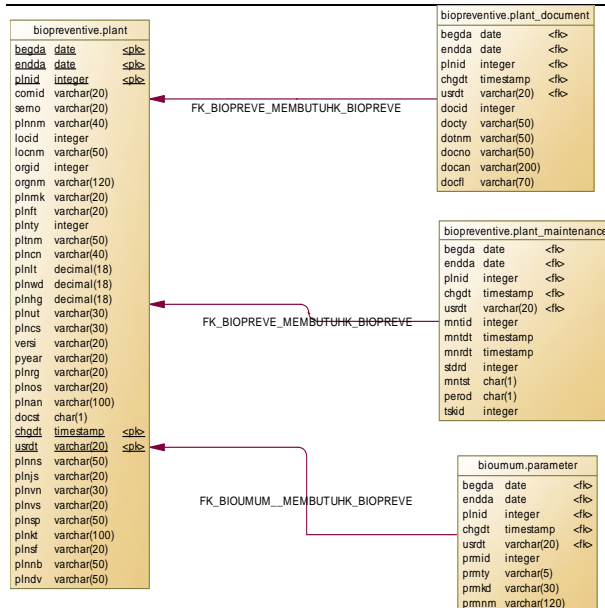 biopreventive.plant
begda date <pk>
endda date <pk>
plnid integer <pk>
comid varchar(20)
serno varchar(20)
plnnm varchar(40)
locid integer
locnm varchar(50)
orgid integer
orgnm varchar(120)
plnmk varchar(20)
plnft varchar(20)
plnty integer
pltnm varchar(50)
plncn varchar(40)
plnlt decimal(18)
plnwd decimal(18)
plnhg decimal(18)
plnut varchar(30)
plncs varchar(30)
versi varchar(20)
pyear varchar(20)
plnrg varchar(20)
plnos varchar(20)
plnan varchar(100)
docst char(1)
chgdt timestamp <pk>
usrdt varchar(20) <pk>
plnns varchar(50)
plnjs varchar(20)
plnvn varchar(30)
plnvs varchar(20)
plnsp varchar(50)
plnkt varchar(100)
plnsf varchar(20)
plnnb varchar(50)
plndv varchar(50)
FK_BIOPREVE_MEMBUTUHK_BIOPREVE
FK_BIOPREVE_MEMBUTUHK_BIOPREVE
FK_BIOUMUM__MEMBUTUHK_BIOPREVE
biopreventive.plant_document
begda date <fk>
endda date <fk>
plnid integer <fk>
chgdt timestamp <fk>
usrdt varchar(20) <fk>
docid integer
docty varchar(50)
dotnm varchar(50)
docno varchar(50)
docan varchar(200)
docfl varchar(70)
biopreventive.plant_maintenance
begda date <fk>
endda date <fk>
plnid integer <fk>
chgdt timestamp <fk>
usrdt varchar(20) <fk>
mntid integer
mntdt timestamp
mnrdt timestamp
stdrd integer
mntst char(1)
perod char(1)
tskid integer
bioumum.parameter
begda date <fk>
endda date <fk>
plnid integer <fk>
chgdt timestamp <fk>
usrdt varchar(20) <fk>
prmid integer
prmty varchar(5)
prmkd varchar(30)
prmnm varchar(120)